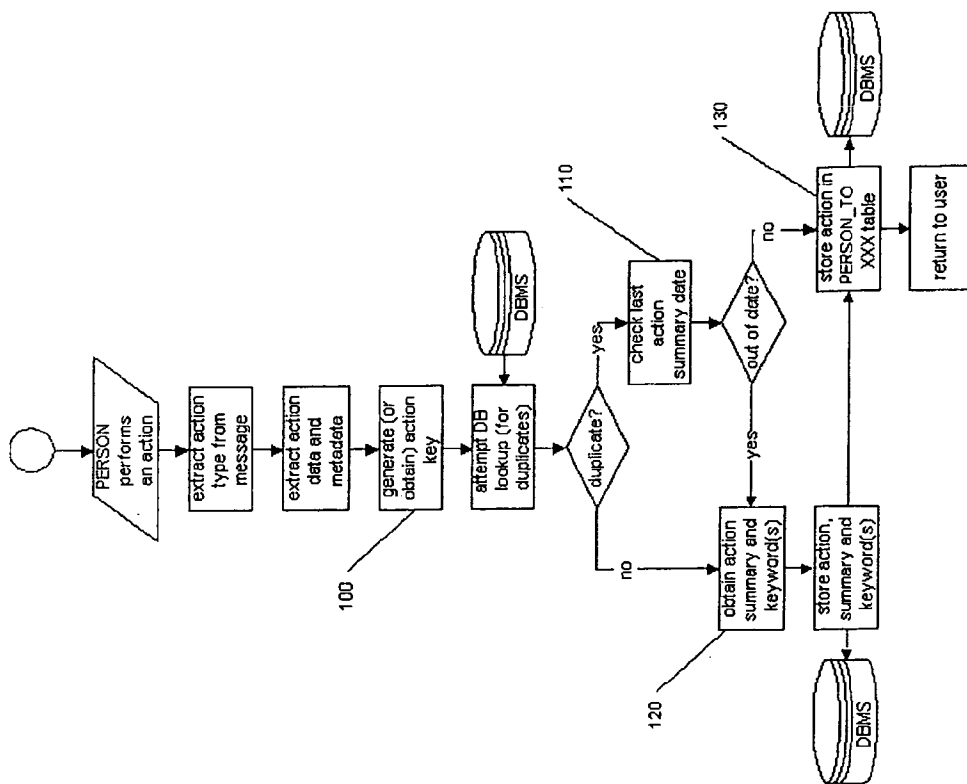 PERSON
performs
an action
extract action
type from
message
extract action
data and
metadata
generate (or
obtain) action
key
100
attempt DB
lookup (for
duplicates)
DBMS
duplicate?
yes
no
check last
action
summary date
110
out of date?
yes
no
obtain action
summary and
keyword(s)
120
store action,
summary and
keyword(s)
DBMS
store action in
PERSON_TO
XXX table
130
DBMS
return to user